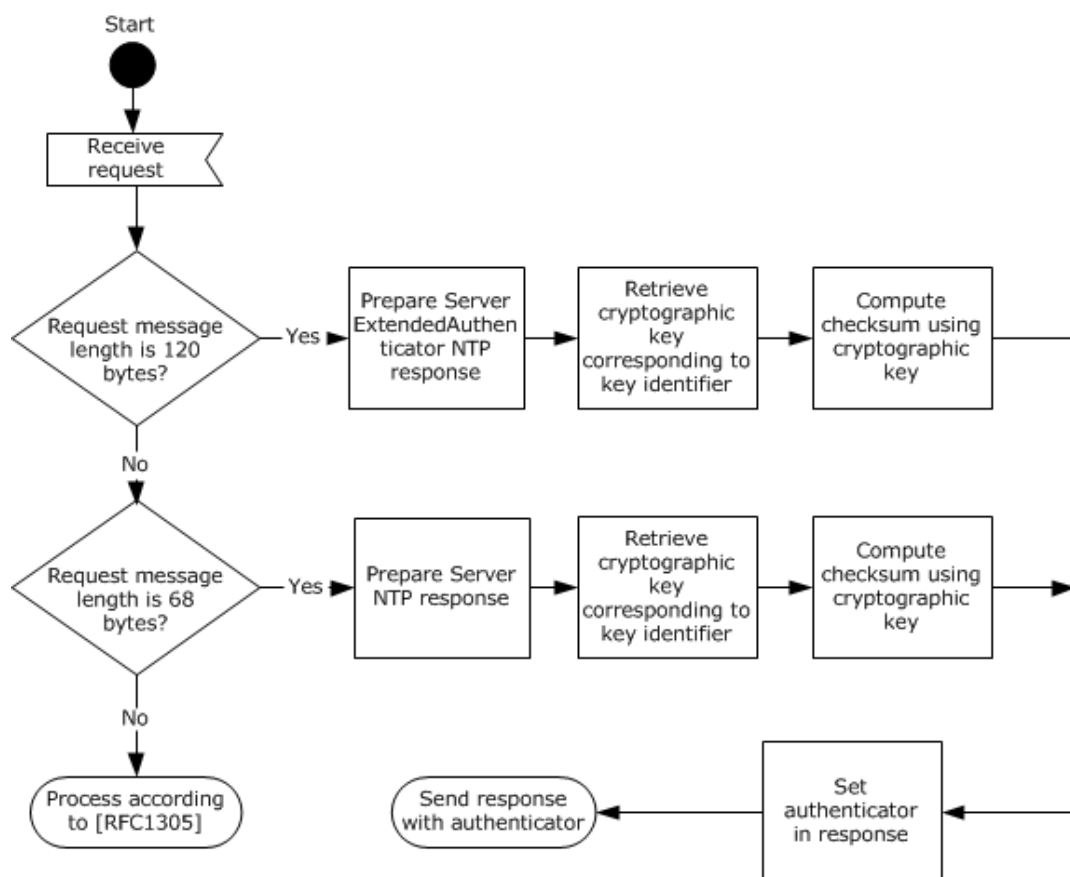 Start
Receive
request
Request message
length is 120
bytes?
Yes
Prepare Server
ExtendedAuthen
ticator NTP
response
Retrieve
cryptographic
key
corresponding to
key identifier
Compute
checksum using
cryptographic
key
No
Request message
length is 68
bytes?
Yes
Prepare Server
NTP response
Retrieve
cryptographic
key
corresponding to
key identifier
Compute
checksum using
cryptographic
key
No
Process according
to [RFC1305]
Send response
with authenticator
Set
authenticator
in response